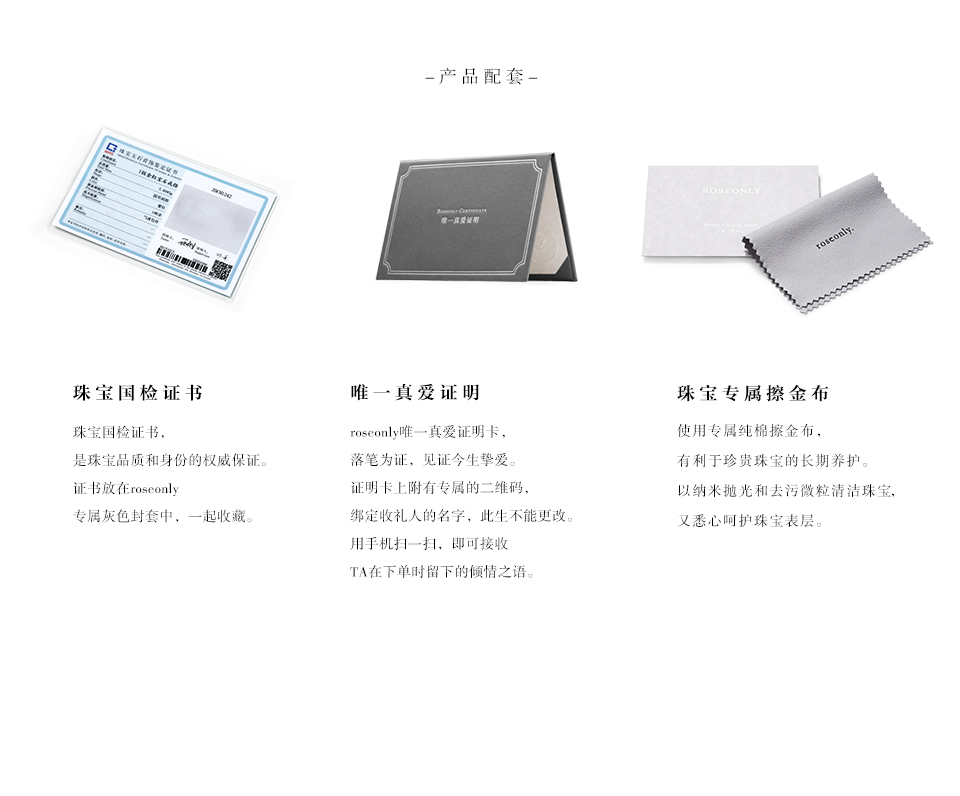 –产品配套–
珠宝玉石首饰鉴定证书
ROSEONLY CERTIFICATE
唯一真爱证明
ROSEONLY
roseonly.
珠宝国检证书
珠宝国检证书，
是珠宝品质和身份的权威保证。
证书放在roseonly
专属灰色封套中，一起收藏。
唯一真爱证明
roseonly唯一真爱证明卡，
落笔为证，见证今生挚爱。
证明卡上附有专属的二维码，
绑定收礼人的名字，此生不能更改。
用手机扫一扫，即可接收
TA在下单时留下的倾情之语。
珠宝专属擦金布
使用专属纯棉擦金布，
有利于珍贵珠宝的长期养护。
以纳米抛光和去污微粒清洁珠宝,
又悉心呵护珠宝表层。